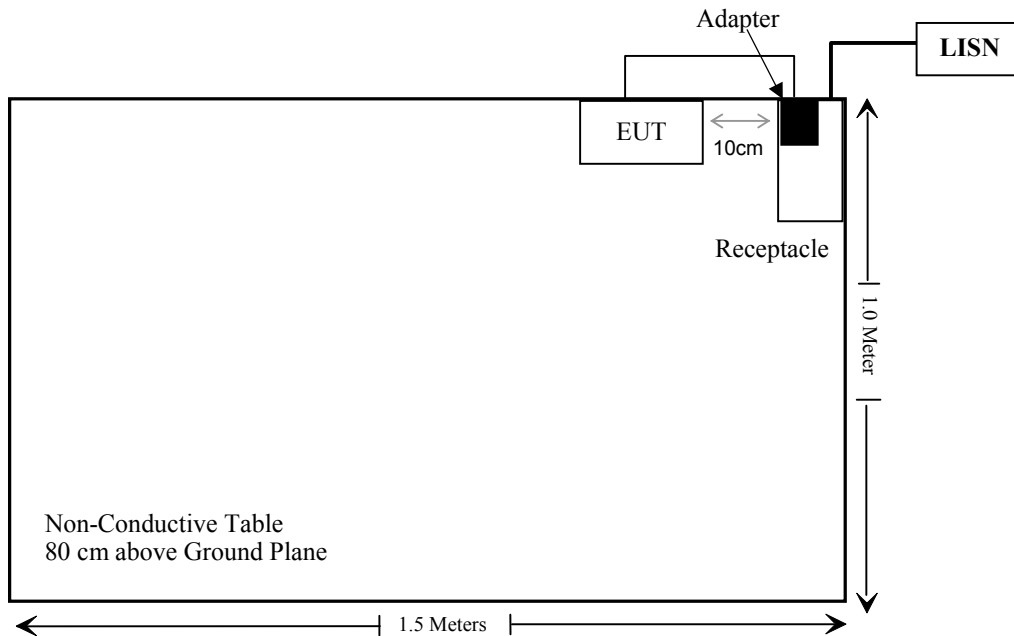 Adapter
LISN
EUT
10cm
Receptacle
1.0 Meter
Non-Conductive Table
80 cm above Ground Plane
1.5 Meters